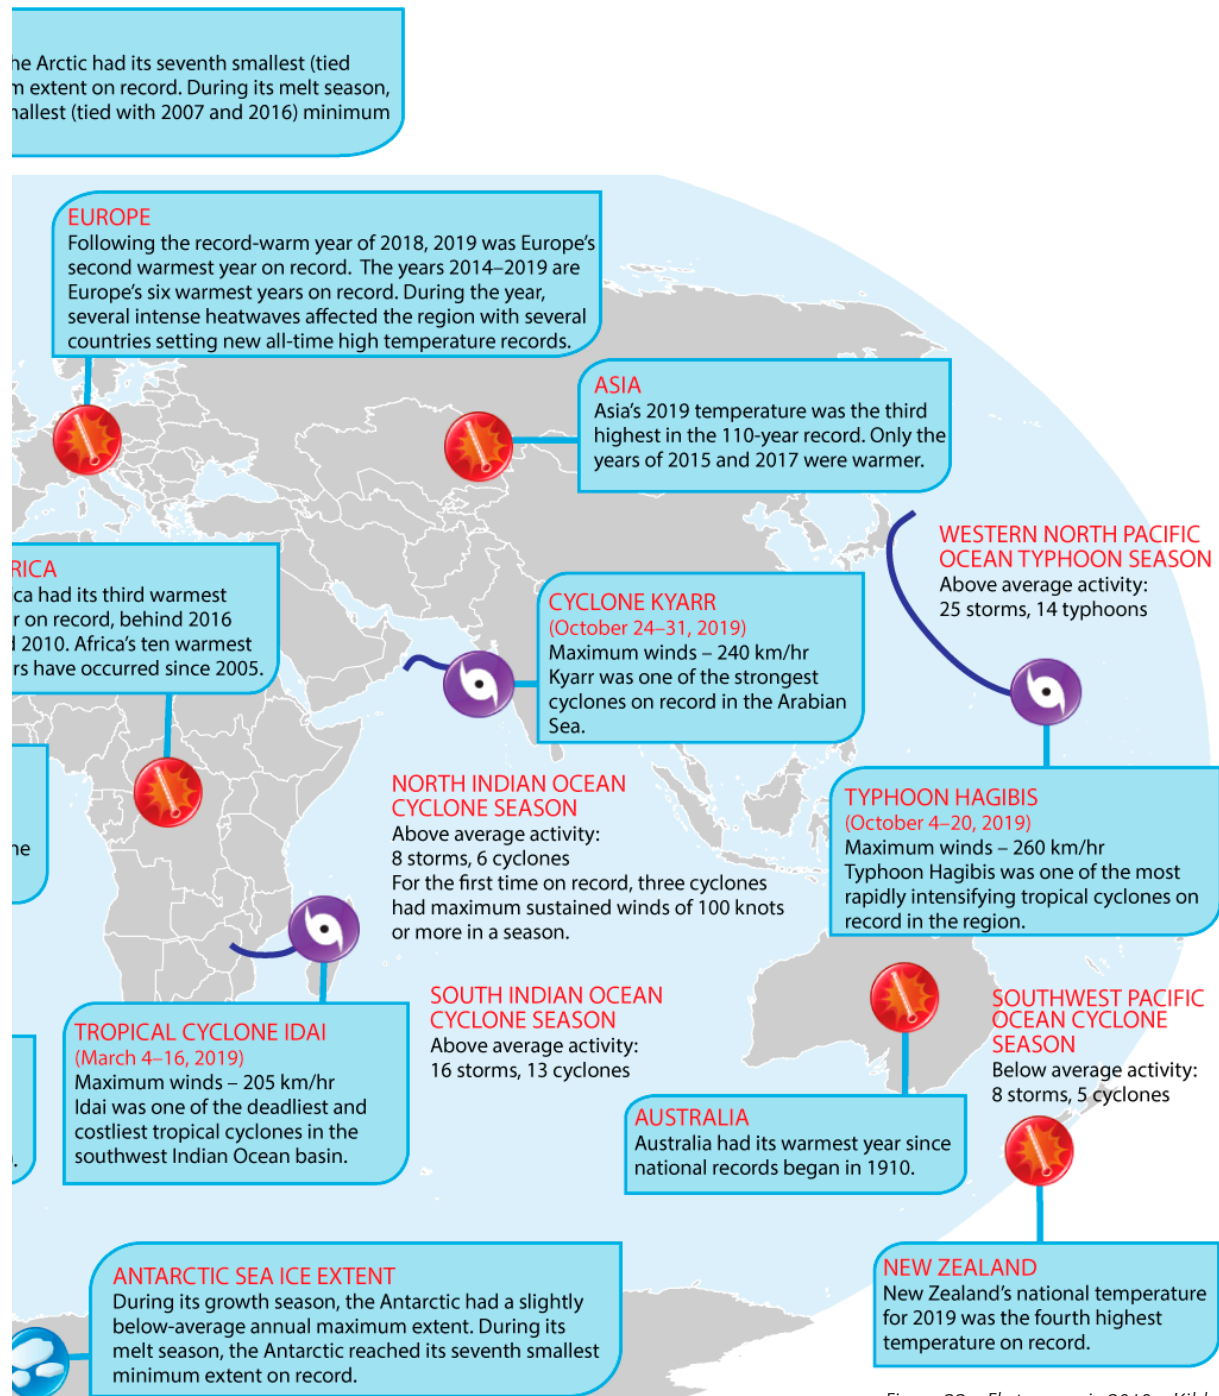 he Arctic had its seventh smallest (tied
m extent on record. During its melt season,
mallest (tied with 2007 and 2016) minimum
EUROPE
Following the record-warm year of 2018, 2019 was Europe's
second warmest year on record. The years 2014–2019 are
Europe's six warmest years on record. During the year,
several intense heatwaves affected the region with several
countries setting new all-time high temperature records.
ASIA
Asia's 2019 temperature was the third
highest in the 110-year record. Only the
years of 2015 and 2017 were warmer.
WESTERN NORTH PACIFIC
OCEAN TYPHOON SEASON
Above average activity:
25 storms, 14 typhoons
RICA
ica had its third warmest
r on record, behind 2016
d 2010. Africa's ten warmest
rs have occurred since 2005.
CYCLONE KYARR
(October 24–31, 2019)
Maximum winds – 240 km/hr
Kyarr was one of the strongest
cyclones on record in the Arabian
Sea.
NORTH INDIAN OCEAN
CYCLONE SEASON
Above average activity:
8 storms, 6 cyclones
For the first time on record, three cyclones
had maximum sustained winds of 100 knots
or more in a season.
TYPHOON HAGIBIS
(October 4–20, 2019)
Maximum winds – 260 km/hr
Typhoon Hagibis was one of the most
rapidly intensifying tropical cyclones on
record in the region.
ne
SOUTH INDIAN OCEAN
CYCLONE SEASON
Above average activity:
16 storms, 13 cyclones
SOUTHWEST PACIFIC
OCEAN CYCLONE
SEASON
Below average activity:
8 storms, 5 cyclones
TROPICAL CYCLONE IDAI
(March 4–16, 2019)
Maximum winds – 205 km/hr
Idai was one of the deadliest and
costliest tropical cyclones in the
southwest Indian Ocean basin.
AUSTRALIA
Australia had its warmest year since
national records began in 1910.
ANTARCTIC SEA ICE EXTENT
During its growth season, the Antarctic had a slightly
below-average annual maximum extent. During its
melt season, the Antarctic reached its seventh smallest
minimum extent on record.
NEW ZEALAND
New Zealand's national temperature
for 2019 was the fourth highest
temperature on record.